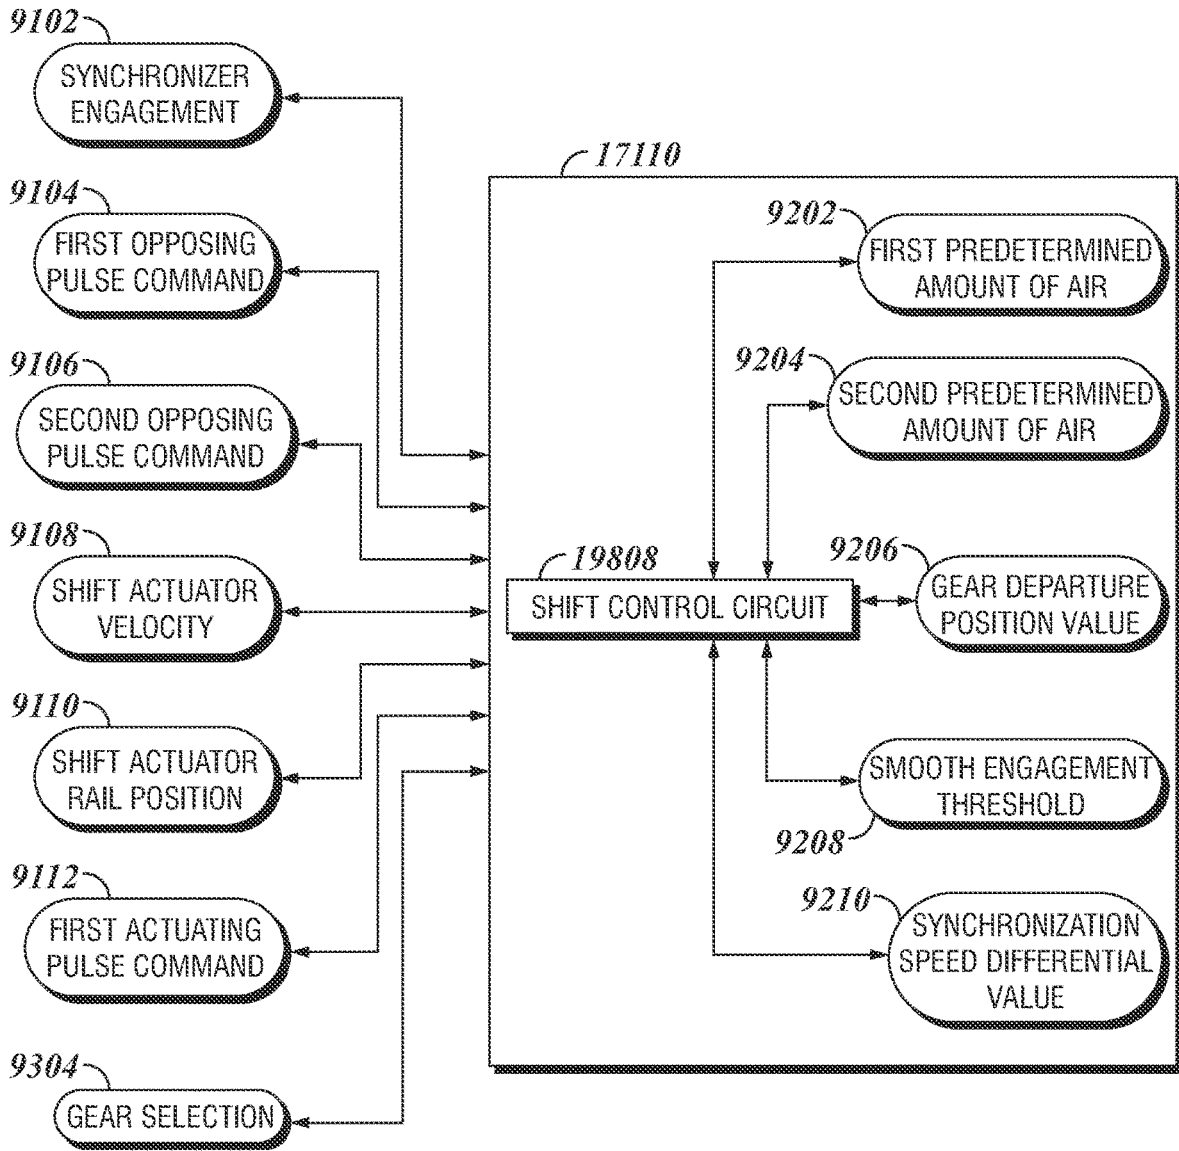 9102
SYNCHRONIZER
ENGAGEMENT
9104
FIRST OPPOSING
PULSE COMMAND
9106
SECOND OPPOSING
PULSE COMMAND
9108
SHIFT ACTUATOR
VELOCITY
9110
SHIFT ACTUATOR
RAIL POSITION
9112
FIRST ACTUATING
PULSE COMMAND
9304
GEAR SELECTION
17110
9202
FIRST PREDETERMINED
AMOUNT OF AIR
9204
SECOND PREDETERMINED
AMOUNT OF AIR
19808
SHIFT CONTROL CIRCUIT
9206
GEAR DEPARTURE
POSITION VALUE
SMOOTH ENGAGEMENT
THRESHOLD
9208
9210
SYNCHRONIZATION
SPEED DIFFERENTIAL
VALUE